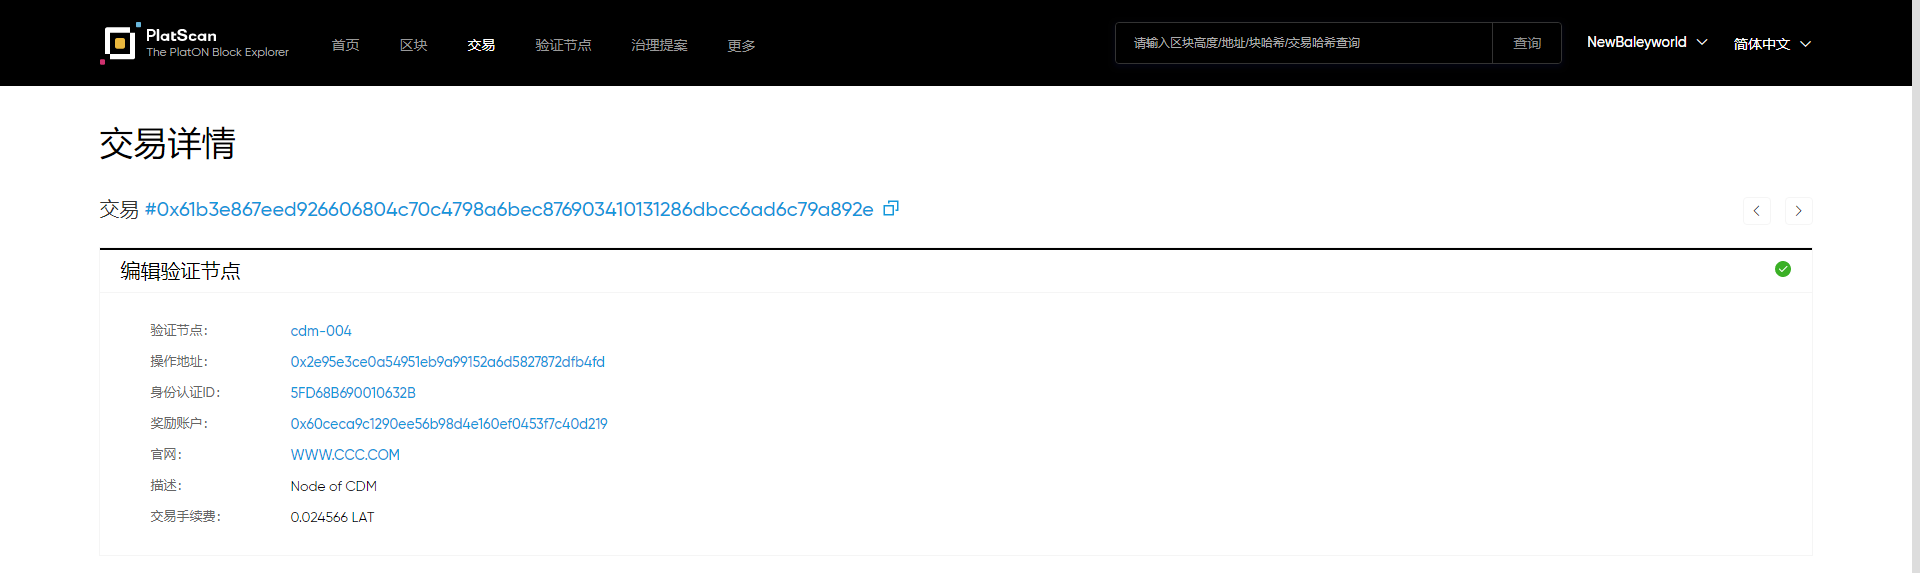 PlatScan
The PlatON Block Explorer
首页 区块 交易 验证节点 治理提案 更多
请输入区块高度/地址/块哈希/交易哈希查询 查询
NewBaleyworld 简体中文
交易详情
交易 #0x61b3e867eed926606804c70c4798a6bec876903410131286dbcc6ad6c79a892e
编辑验证节点
验证节点: cdm-004
操作地址: 0x2e95e3ce0a54951eb9a99152a6d5827872dfb4fd
身份认证ID: 5FD68B690010632B
奖励账户: 0x60ceca9c1290ee56b98d4e160ef0453f7c40d219
官网: WWW.CCC.COM
描述: Node of CDM
交易手续费: 0.024566 LAT